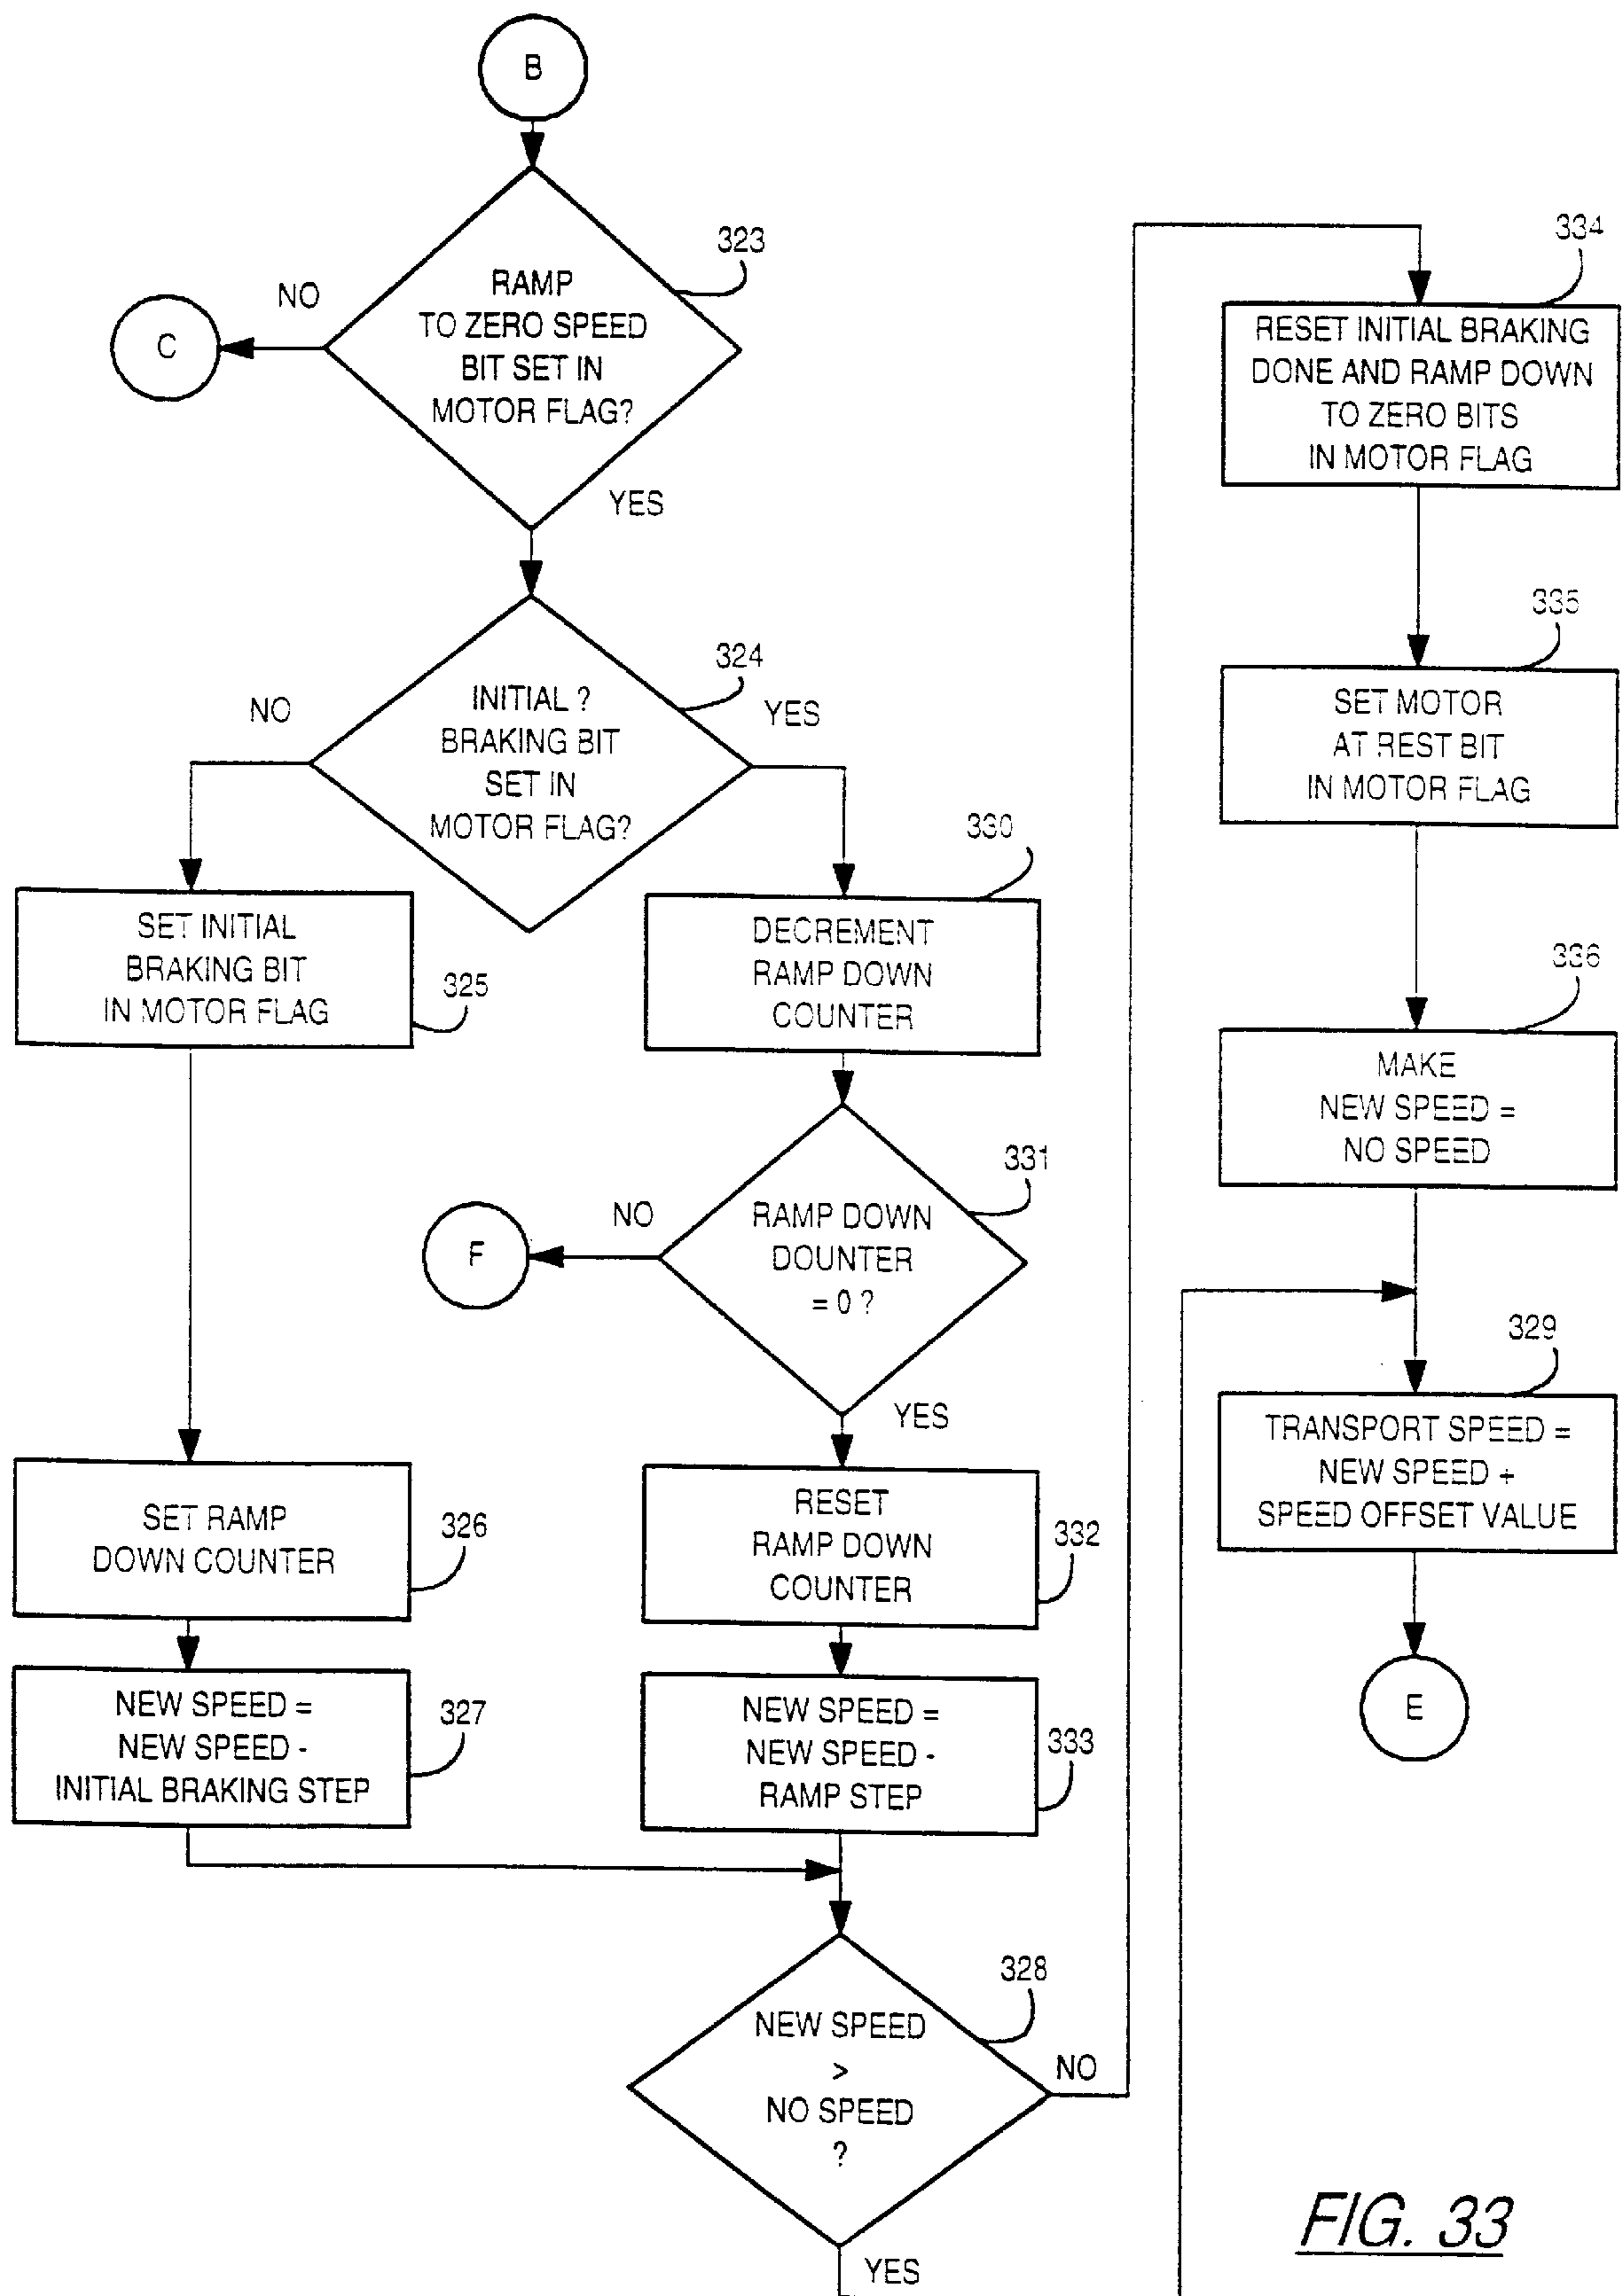 B
323
RAMP
TO ZERO SPEED
BIT SET IN
MOTOR FLAG?
NO
C
YES
324
INITIAL ?
BRAKING BIT
SET IN
MOTOR FLAG?
NO
YES
SET INITIAL
BRAKING BIT
IN MOTOR FLAG
325
330
DECREMENT
RAMP DOWN
COUNTER
331
RAMP DOWN
DOUNTER
= 0 ?
NO
F
YES
SET RAMP
DOWN COUNTER
326
RESET
RAMP DOWN
COUNTER
332
NEW SPEED =
NEW SPEED -
INITIAL BRAKING STEP
327
NEW SPEED =
NEW SPEED -
RAMP STEP
333
328
NEW SPEED
>
NO SPEED
?
NO
YES
334
RESET INITIAL BRAKING
DONE AND RAMP DOWN
TO ZERO BITS
IN MOTOR FLAG
335
SET MOTOR
AT REST BIT
IN MOTOR FLAG
336
MAKE
NEW SPEED =
NO SPEED
329
TRANSPORT SPEED =
NEW SPEED +
SPEED OFFSET VALUE
E
FIG. 33